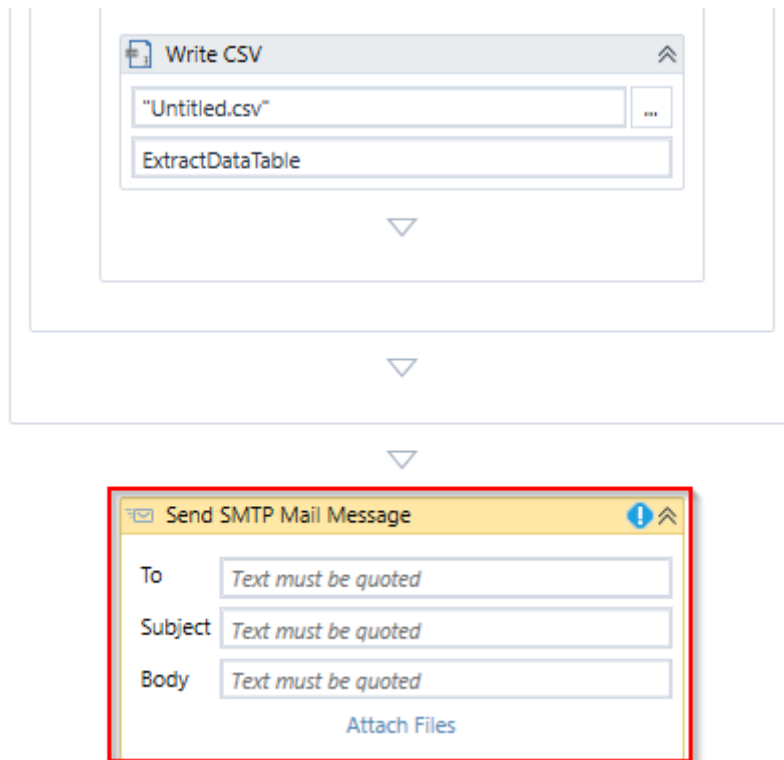 Write CSV
"Untitled.csv"
...
ExtractDataTable
Send SMTP Mail Message
To Text must be quoted
Subject Text must be quoted
Body Text must be quoted
Attach Files